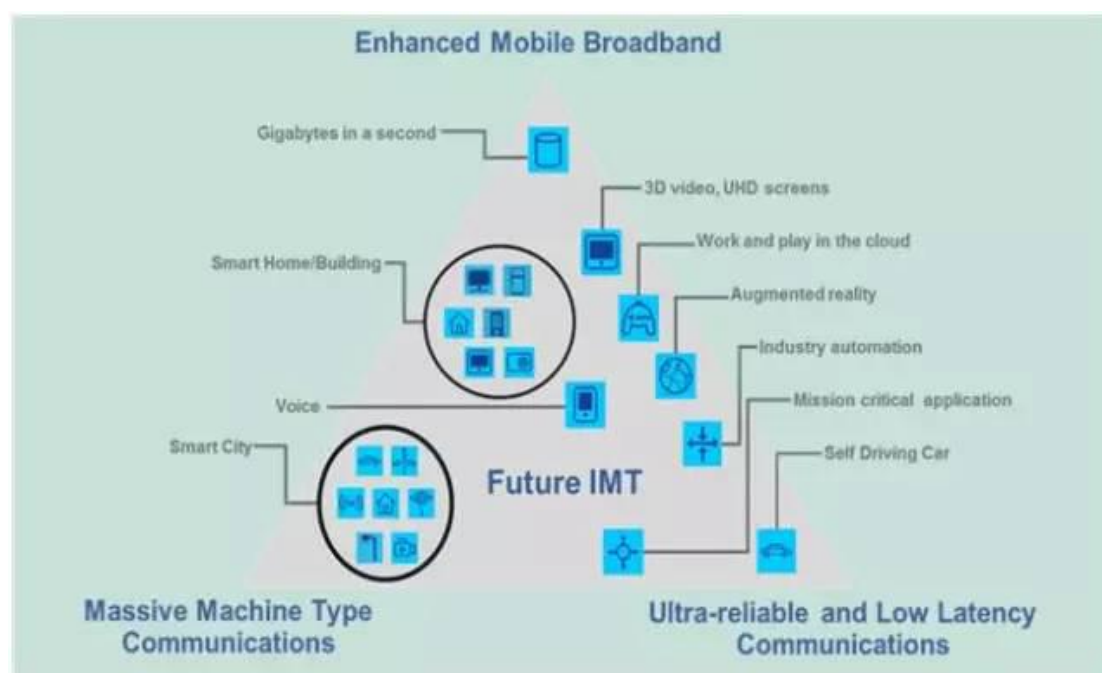 Enhanced Mobile Broadband
Gigabytes in a second
3D video, UHD screens
Work and play in the cloud
Smart Home/Building
Augmented reality
Industry automation
Voice
Mission critical application
Smart City
Self Driving Car
Future IMT
Massive Machine Type
Communications
Ultra-reliable and Low Latency
Communications